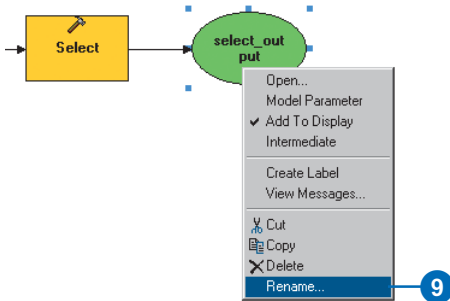 Select
select_out
put
Open...
Model Parameter
Add To Display
Intermediate
Create Label
View Messages...
Cut
Copy
Delete
Rename...
9